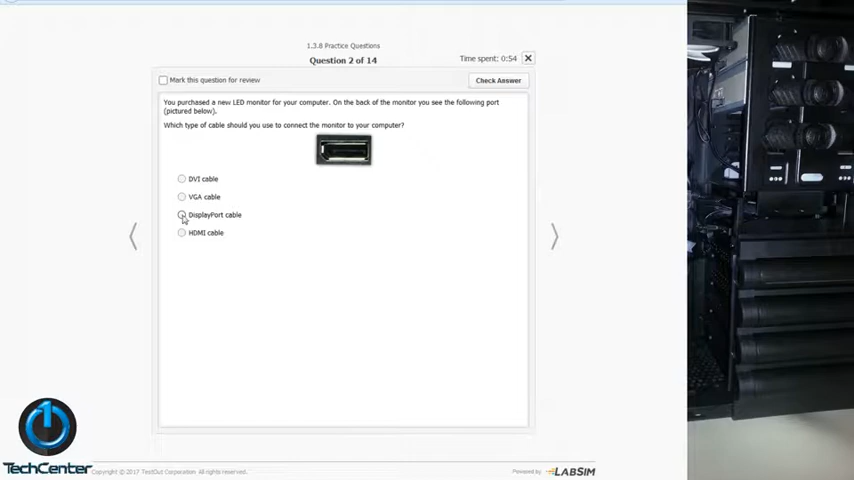 1.3.8 Practice Questions
Question 2 of 14
Time spent: 0:54
Mark this question for review
Check Answer
You purchased a new LED monitor for your computer. On the back of the monitor you see the following port
(pictured below).
Which type of cable should you use to connect the monitor to your computer?
DVI cable
VGA cable
DisplayPort cable
HDMI cable
TechCenter
Copyright © 2017 TestOut Corporation All rights reserved.
Powered by
LABSIM